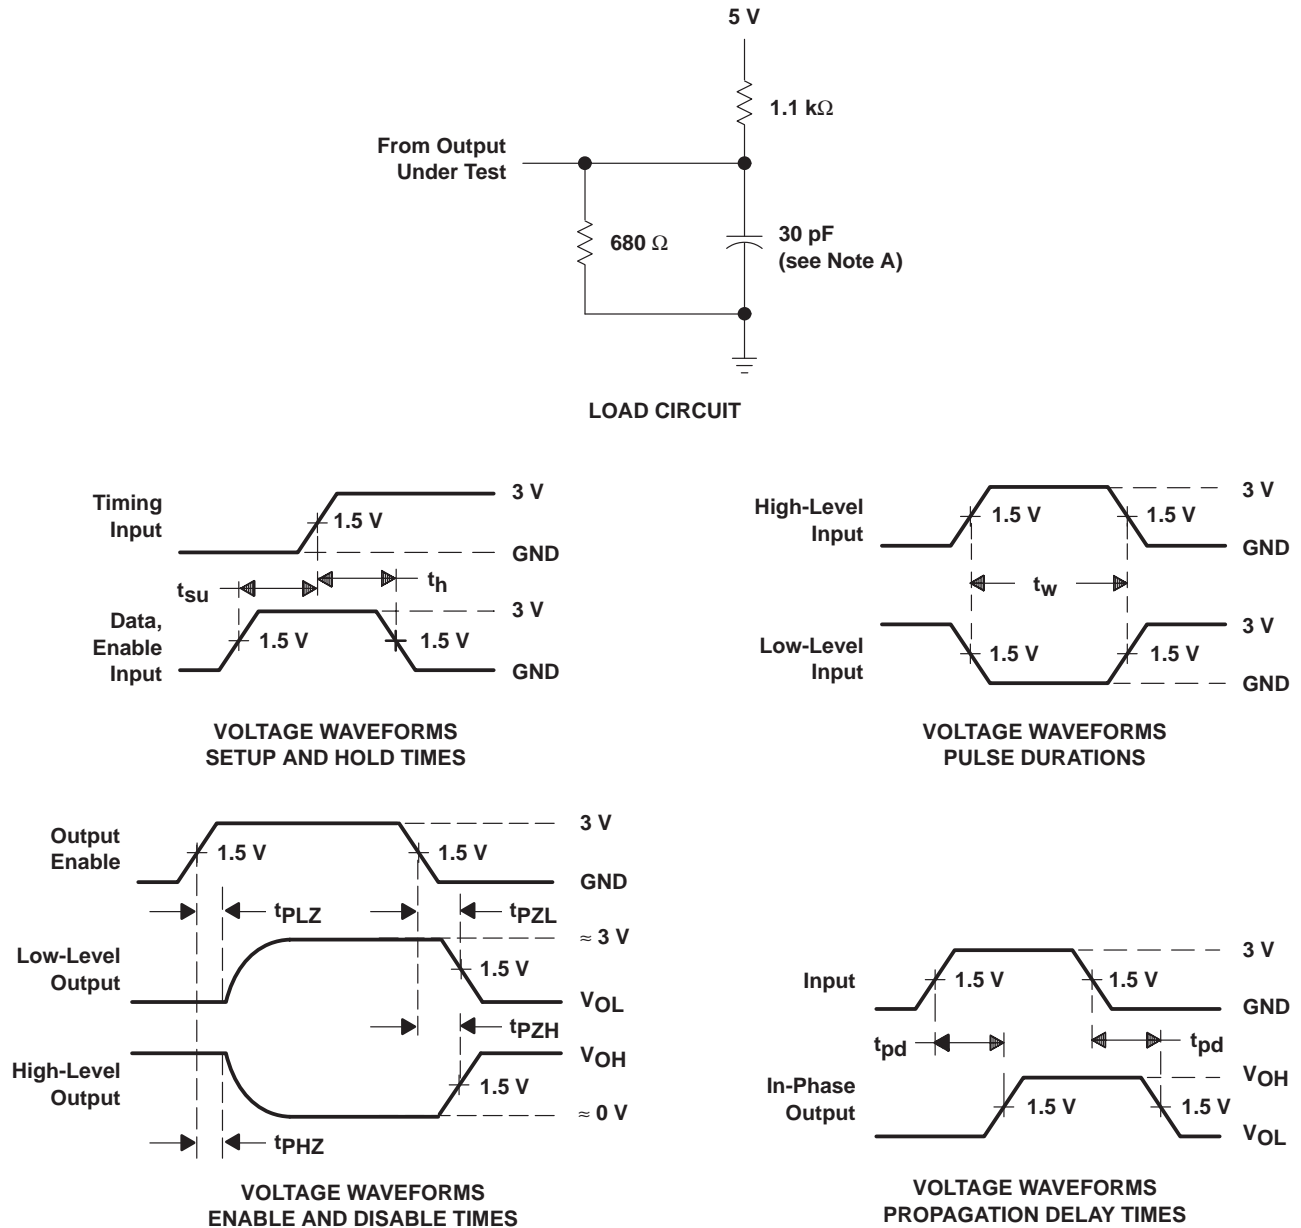 5 V
1.1 kΩ
From Output
Under Test
680 Ω
30 pF
(see Note A)
LOAD CIRCUIT
Timing
Input
1.5 V
3 V
GND
tsu
th
Data,
Enable
Input
1.5 V
1.5 V
3 V
GND
VOLTAGE WAVEFORMS
SETUP AND HOLD TIMES
High-Level
Input
1.5 V
1.5 V
3 V
GND
tw
Low-Level
Input
1.5 V
1.5 V
3 V
GND
VOLTAGE WAVEFORMS
PULSE DURATIONS
Output
Enable
1.5 V
1.5 V
3 V
GND
tPLZ
tPZL
Low-Level
Output
1.5 V
≈ 3 V
VOL
tPZH
High-Level
Output
1.5 V
VOH
≈ 0 V
tPHZ
VOLTAGE WAVEFORMS
ENABLE AND DISABLE TIMES
Input
1.5 V
1.5 V
3 V
GND
tpd
tpd
In-Phase
Output
1.5 V
1.5 V
VOH
VOL
VOLTAGE WAVEFORMS
PROPAGATION DELAY TIMES